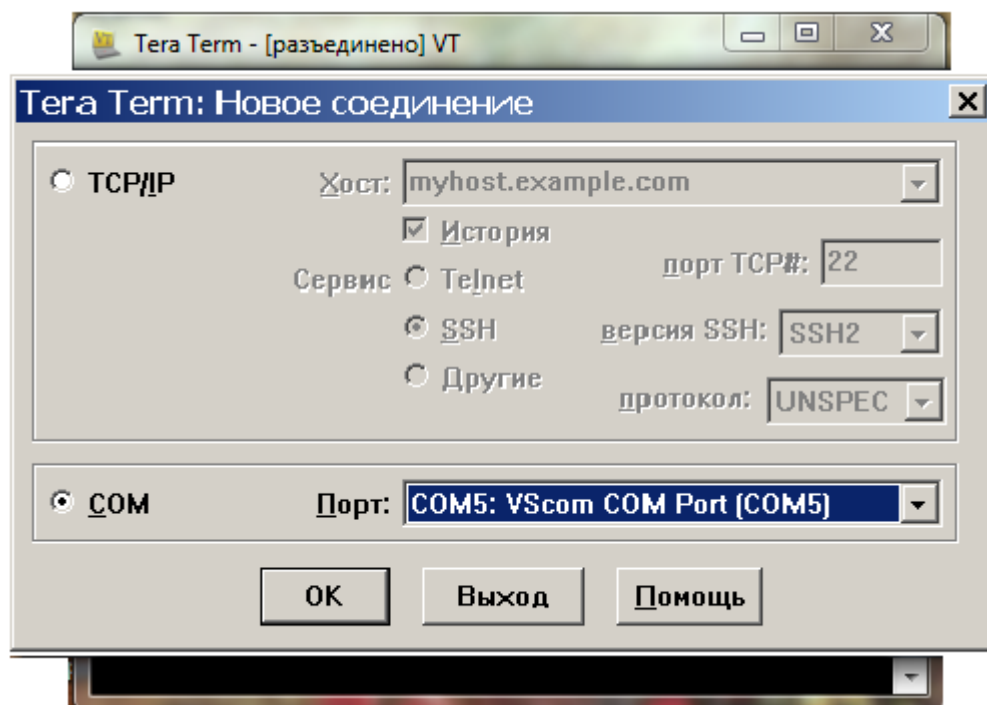 Tera Term - [разъединено] VT
Tera Term: Новое соединение
TCP/IP Хост: myhost.example.com
История
Сервис Telnet порт TCP#: 22
SSH версия SSH: SSH2
Другие протокол: UNSPEC
COM Порт: COM5: VScom COM Port (COM5)
OK Выход Помощь